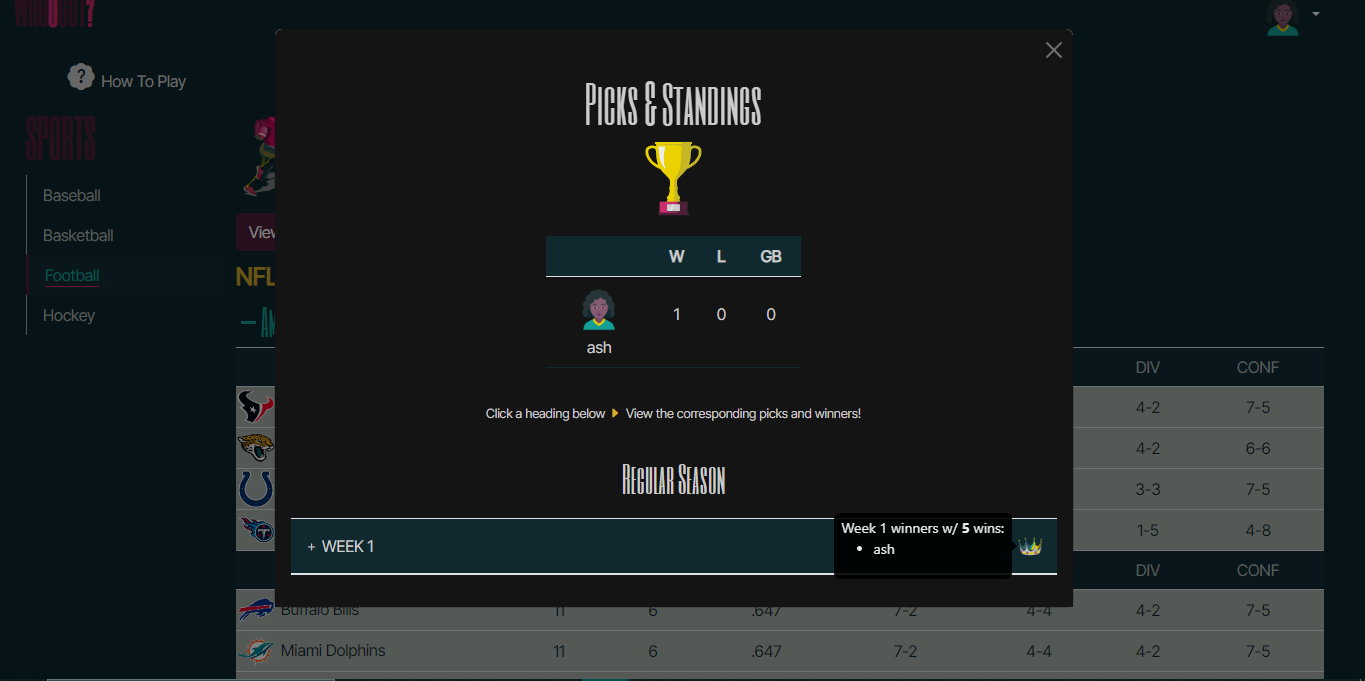 WHOUGOT?
? How To Play
SPORTS
Baseball
Basketball
Football
Hockey
View
NFL
PICKS & STANDINGS
W L GB
ash 1 0 0
Click a heading below View the corresponding picks and winners!
REGULAR SEASON
+ WEEK 1
Week 1 winners w/ 5 wins:
• ash
DIV CONF
4-2 7-5
4-2 6-6
3-3 7-5
1-5 4-8
DIV CONF
Buffalo Bills 11 6 .647 7-2 4-4 4-2 7-5
Miami Dolphins 11 6 .647 7-2 4-4 4-2 7-5